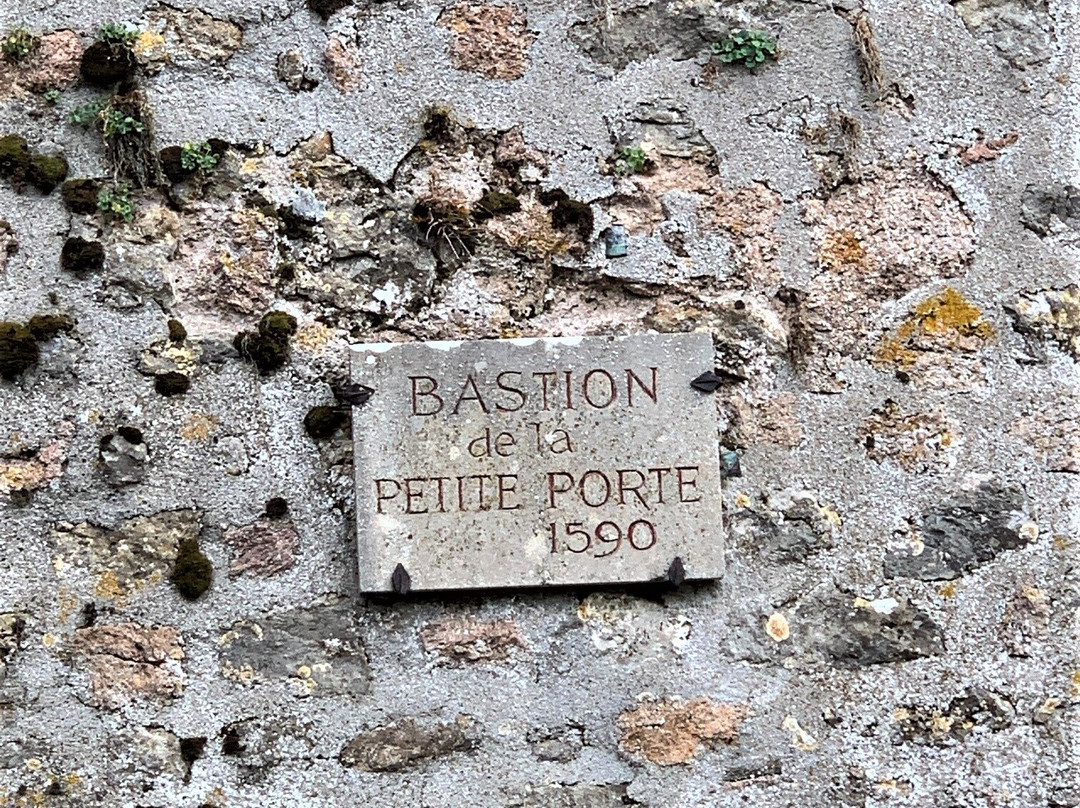 BASTION
de la
PETITE PORTE
1590